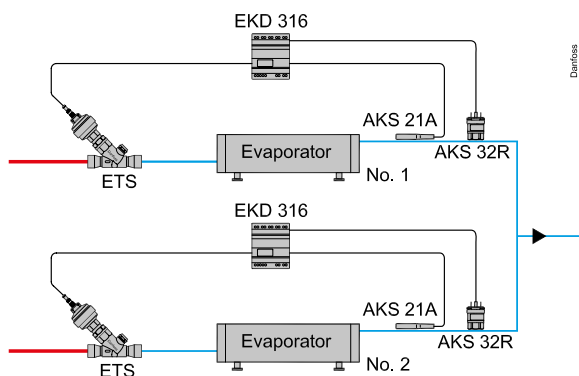 EKD 316
Danfoss
AKS 21A
Evaporator
AKS 32R
ETS
No. 1
EKD 316
AKS 21A
Evaporator
AKS 32R
ETS
No. 2